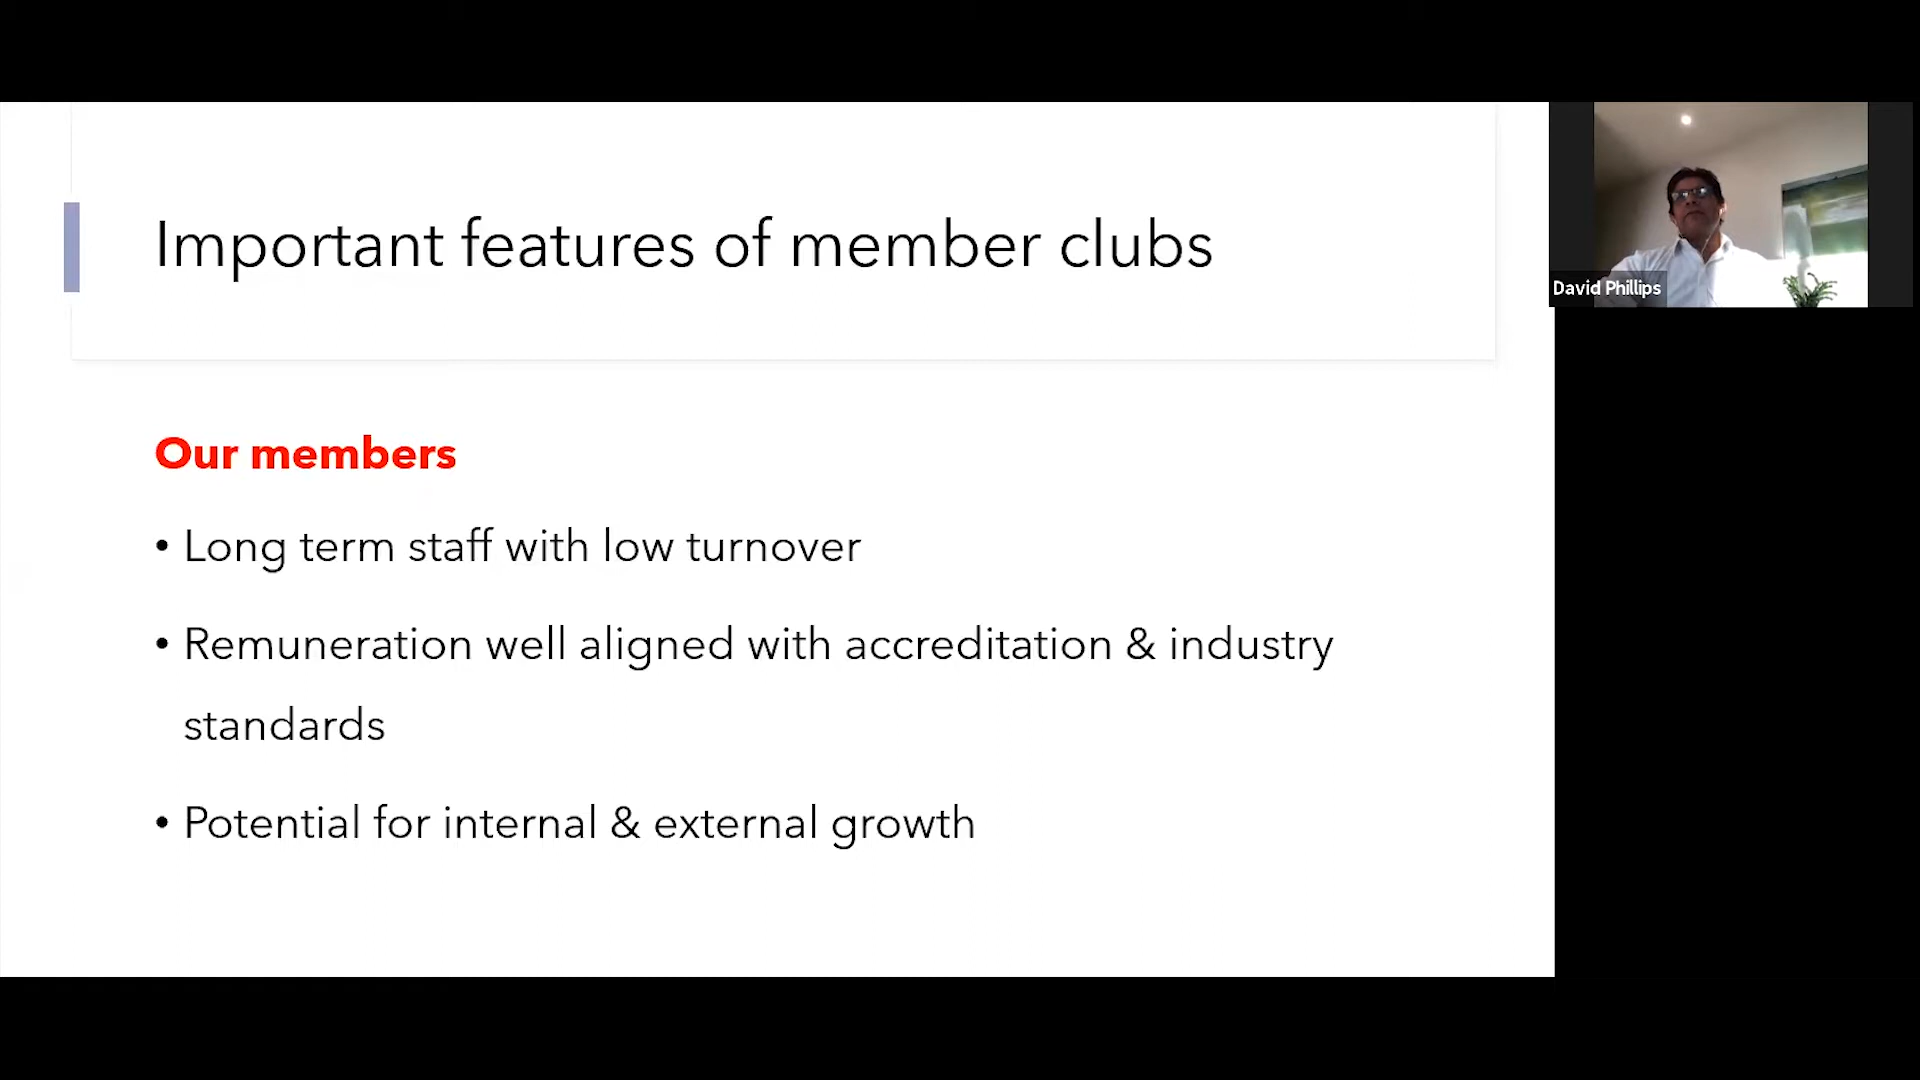 Important features of member clubs
David Phillips
Our members
• Long term staff with low turnover
• Remuneration well aligned with accreditation & industry
standards
• Potential for internal & external growth